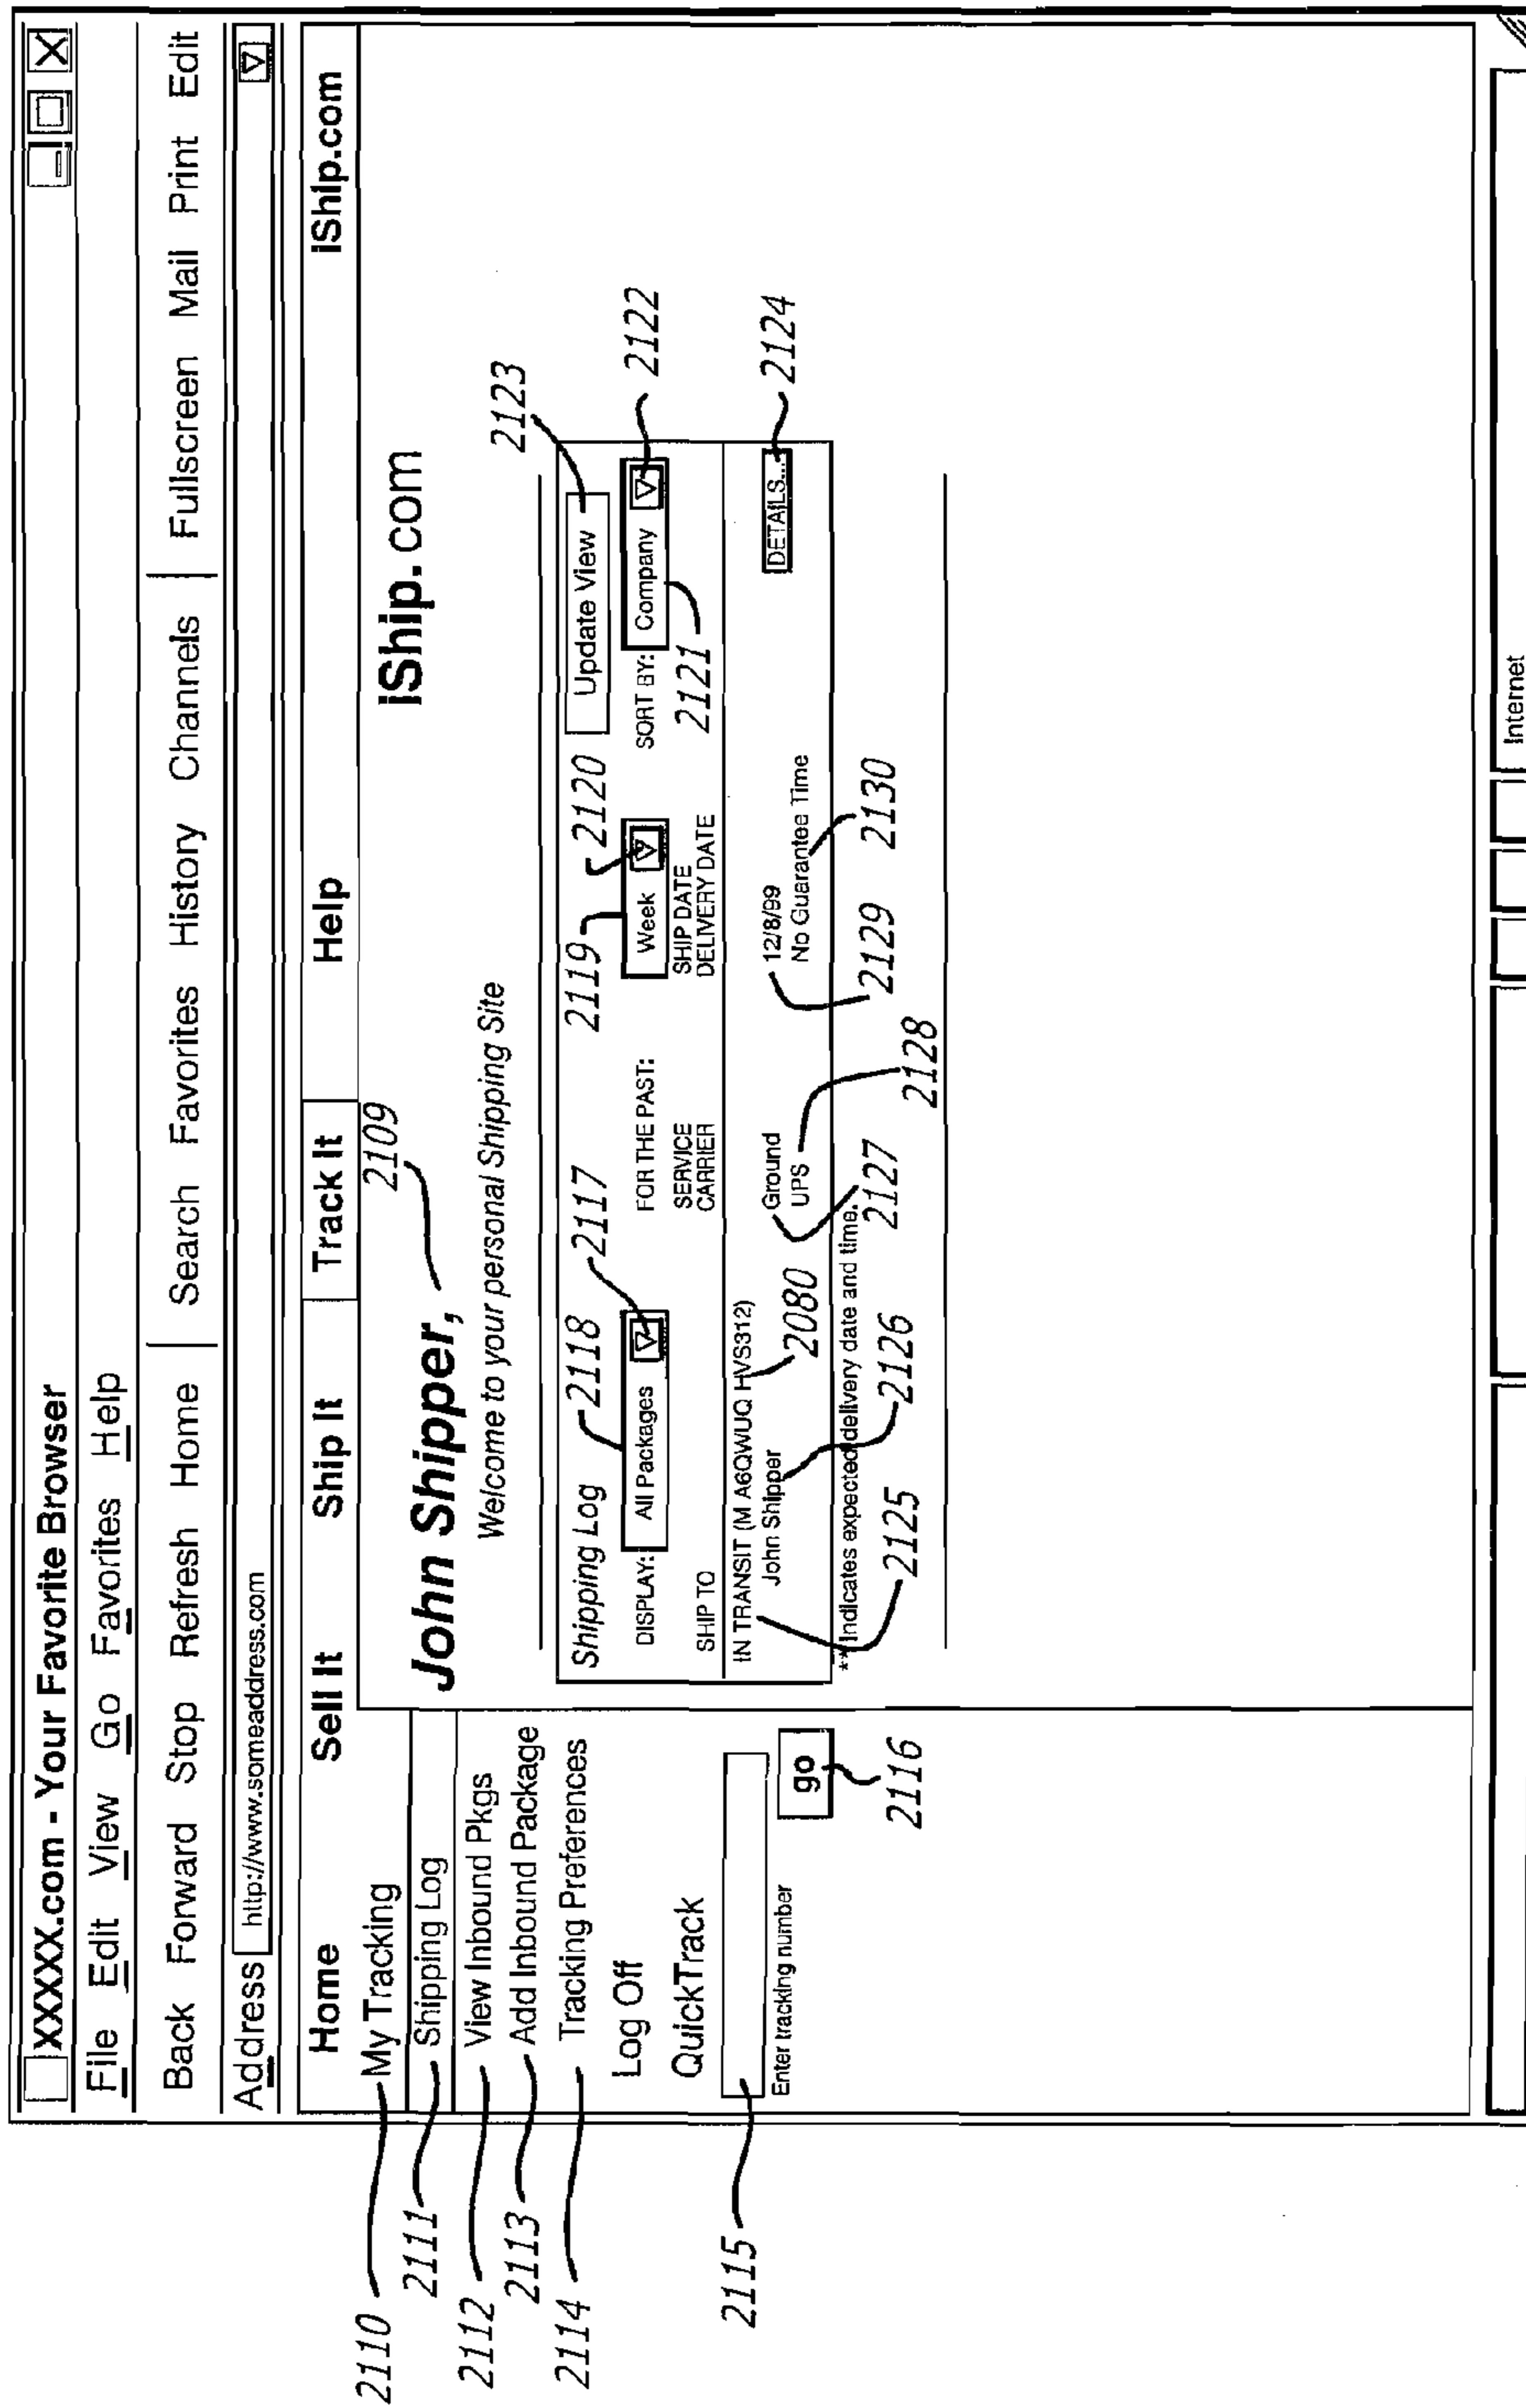 XXXXX.com - Your Favorite Browser
File Edit View Go Favorites Help
Back Forward Stop Refresh Home Search Favorites History Channels Fullscreen Mail Print Edit
Address http://www.someaddress.com
Home Sell It Ship It Track It Help iShip.com
2110 My Tracking
2111 Shipping Log
2112 View Inbound Pkgs
2113 Add Inbound Package
2114 Tracking Preferences
Log Off
QuickTrack
2115
Enter tracking number
go
2116
John Shipper, 2109 iShip.com
Welcome to your personal Shipping Site
2123
Shipping Log 2118 2117 2119 2120 Update View
DISPLAY: All Packages FOR THE PAST: Week SORT BY: Company 2122
2121
SHIP TO SERVICE SHIP DATE
CARRIER DELIVERY DATE
IN TRANSIT (M A6QWUQ HVS312)
John Shipper 2080 Ground 12/8/99 DETAILS... 2124
UPS No Guarantee Time
**Indicates expected delivery date and time.
2125 2126 2127 2128 2129 2130
Internet